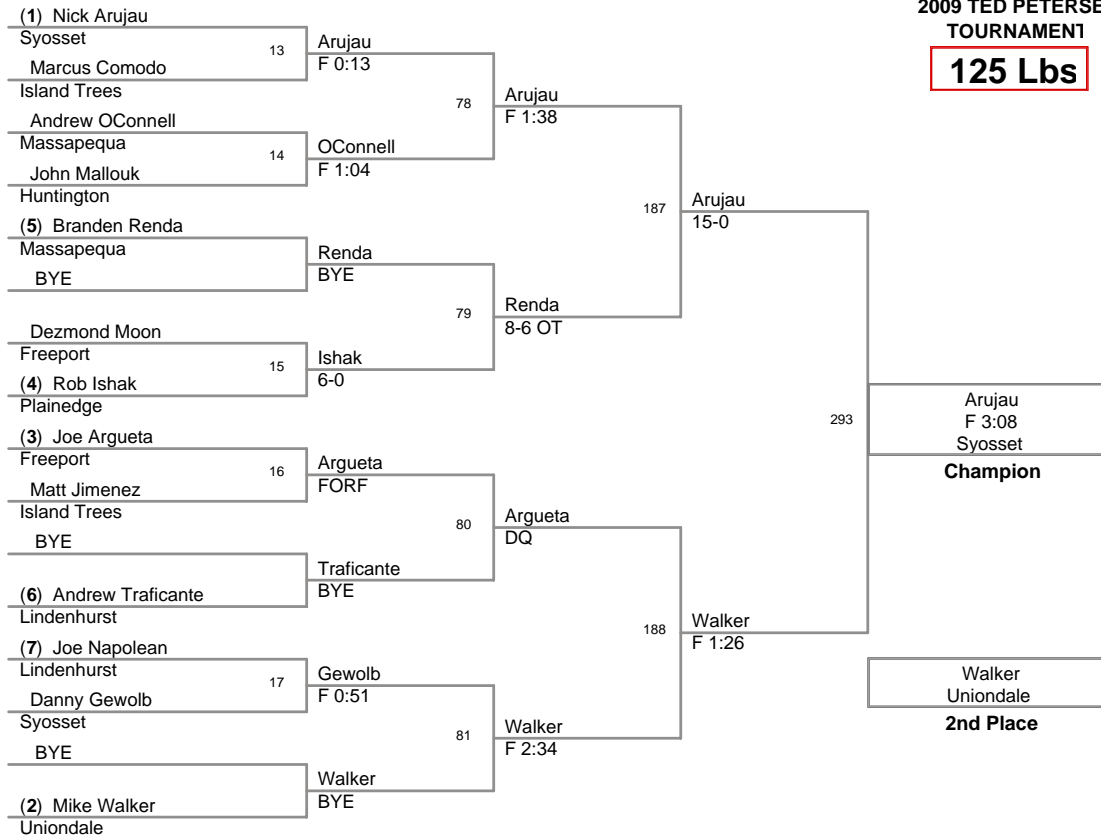 2009 TED PETERSE
TOURNAMENT
125 Lbs
(1) Nick Arujau
Syosset
Marcus Comodo
Island Trees
Andrew OConnell
Massapequa
John Mallouk
Huntington
(5) Branden Renda
Massapequa
BYE
Dezmond Moon
Freeport
(4) Rob Ishak
Plainedge
(3) Joe Argueta
Freeport
Matt Jimenez
Island Trees
BYE
(6) Andrew Traficante
Lindenhurst
(7) Joe Napolean
Lindenhurst
Danny Gewolb
Syosset
BYE
(2) Mike Walker
Uniondale
13
14
15
16
17
Arujau
F 0:13
OConnell
F 1:04
Renda
BYE
Ishak
6-0
Argueta
FORF
Traficante
BYE
Gewolb
F 0:51
Walker
BYE
78
79
80
81
Arujau
F 1:38
Renda
8-6 OT
Argueta
DQ
Walker
F 2:34
187
188
Arujau
15-0
Walker
F 1:26
293
Arujau
F 3:08
Syosset
Champion
Walker
Uniondale
2nd Place